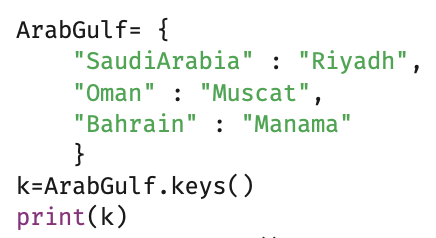 ArabGulf= {
    "SaudiArabia" : "Riyadh",
    "Oman" : "Muscat",
    "Bahrain" : "Manama"
    }
k=ArabGulf.keys()
print(k)